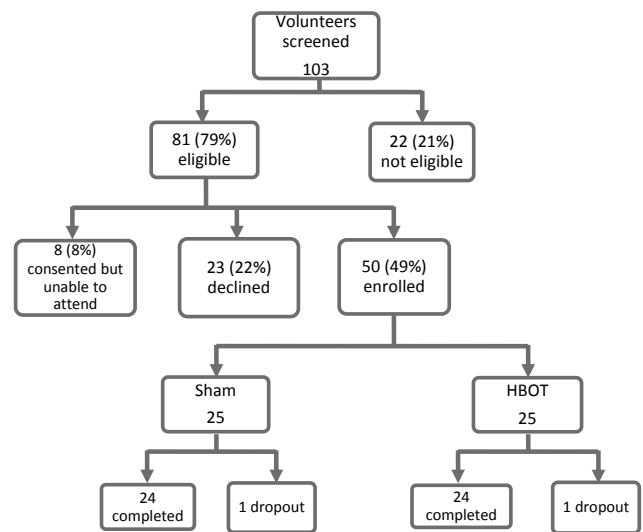 Volunteers
screened
103
81 (79%)
eligible
22 (21%)
not eligible
8 (8%)
consented but
unable to
attend
23 (22%)
declined
50 (49%)
enrolled
Sham
25
HBOT
25
24
completed
1 dropout
24
completed
1 dropout